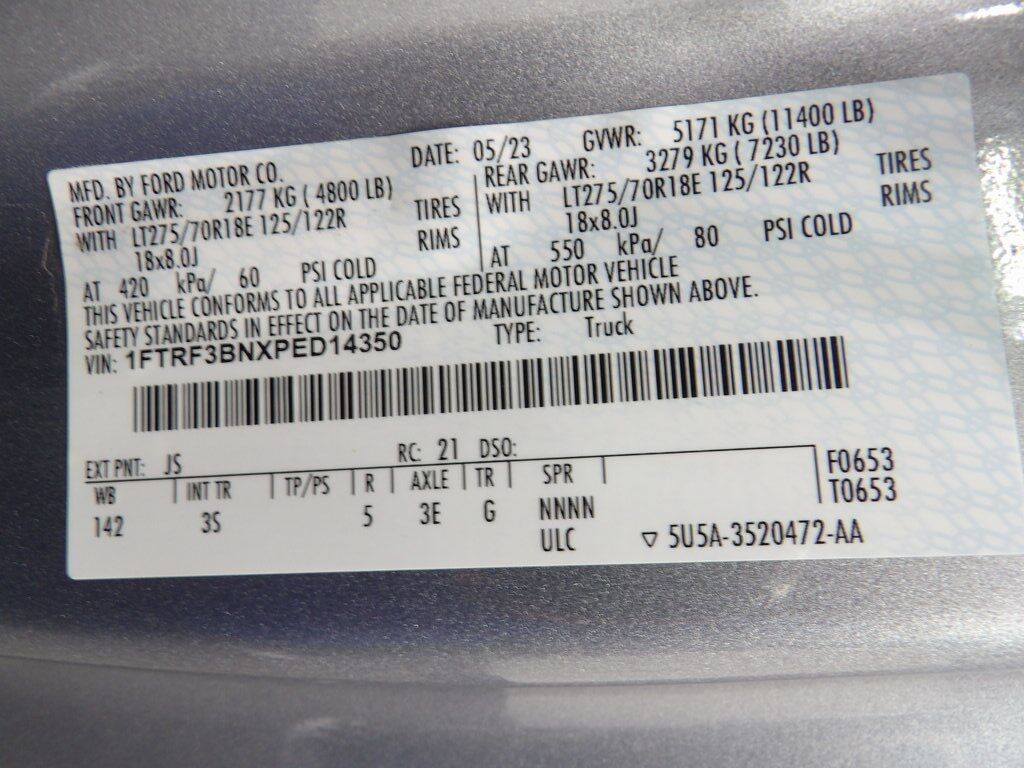 MFD. BY FORD MOTOR CO. DATE: 05/23 GVWR: 5171 KG (11400 LB)
FRONT GAWR: 2177 KG ( 4800 LB) REAR GAWR: 3279 KG ( 7230 LB)
WITH LT275/70R18E 125/122R TIRES WITH LT275/70R18E 125/122R TIRES
18x8.0J RIMS 18x8.0J RIMS
AT 420 kPa/ 60 PSI COLD AT 550 kPa/ 80 PSI COLD
THIS VEHICLE CONFORMS TO ALL APPLICABLE FEDERAL MOTOR VEHICLE
SAFETY STANDARDS IN EFFECT ON THE DATE OF MANUFACTURE SHOWN ABOVE.
VIN: 1FTRF3BNXPED14350 TYPE: Truck
EXT PNT: JS RC: 21 DSO:
WB INT TR TP/PS R AXLE TR SPR F0653
142 3S 5 3E G NNNN T0653
ULC ▽ 5U5A-3520472-AA